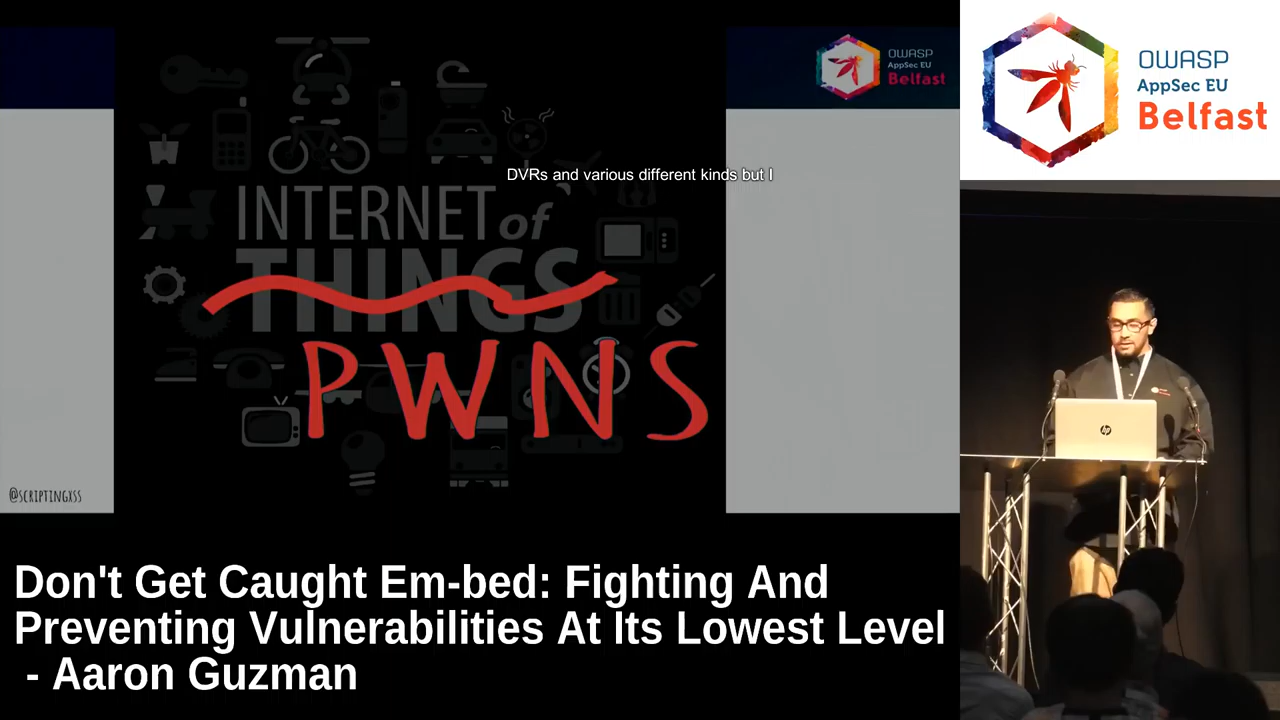 OWASP
AppSec EU
Belfast
DVRs and various different kinds but I
INTERNET of
THINGS
PWNS
@SCRIPTINGXSS
OWASP
AppSec EU
Belfast
hp
Don't Get Caught Em-bed: Fighting And
Preventing Vulnerabilities At Its Lowest Level
- Aaron Guzman